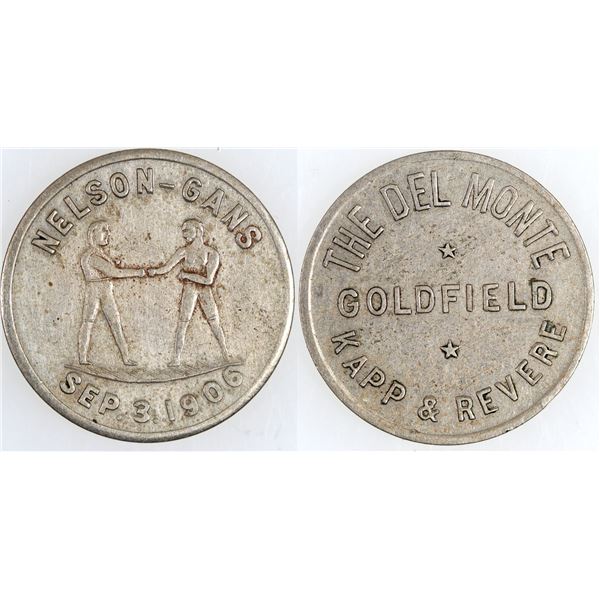 NELSON-GANS
SEP. 3. 1906
THE DEL MONTE
GOLDFIELD
KAPP & REVERE